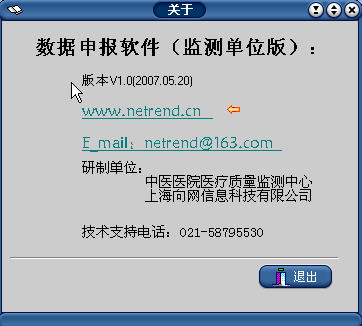 关于
数据申报软件（监测单位版）：
版本V1.0(2007.05.20)
www.netrend.cn
E_mail：netrend@163.com
研制单位：
中医医院医疗质量监测中心
上海向网信息科技有限公司
技术支持电话：021-58795530
退出